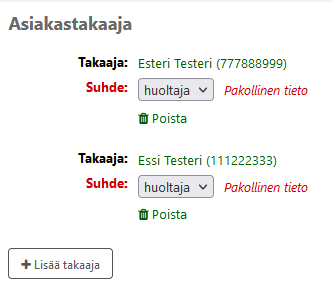 Asiakastakaaja
Takaaja: Esteri Testeri (777888999)
Suhde: huoltaja Pakollinen tieto
Poista
Takaaja: Essi Testeri (111222333)
Suhde: huoltaja Pakollinen tieto
Poista
+ Lisää takaaja